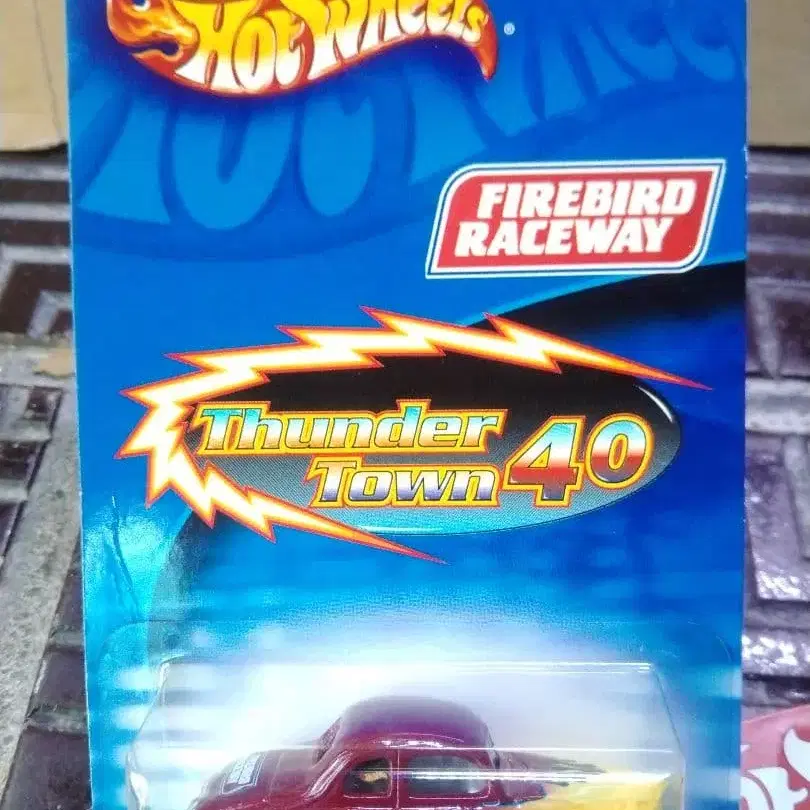 Hot Wheels
®
FIREBIRD
RACEWAY
Thunder
Town 40